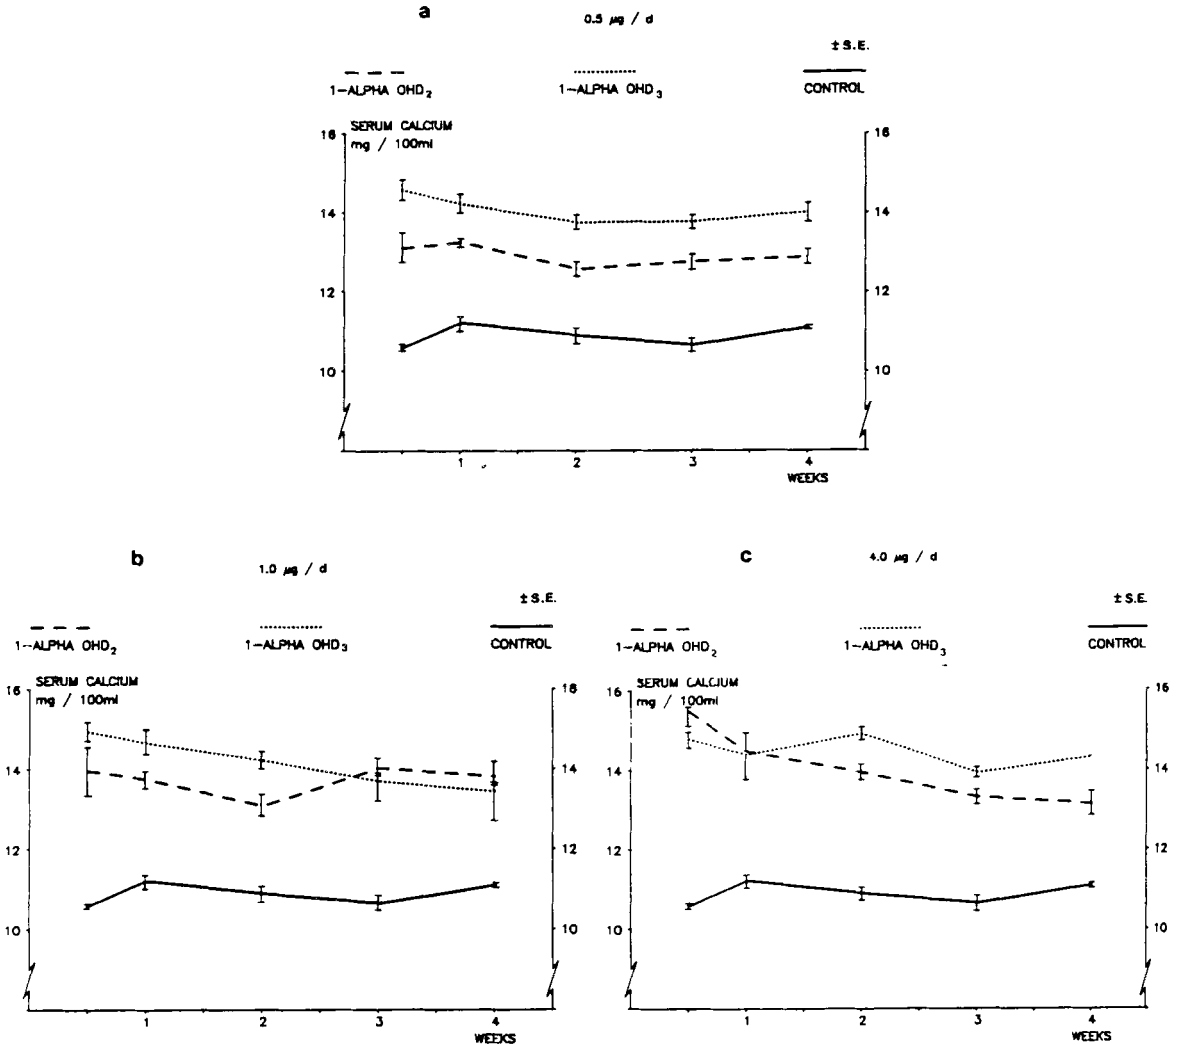 a
0.5 µg / d
± S.E.
1-ALPHA OHD2
1-ALPHA OHD3
CONTROL
SERUM CALCIUM
mg / 100ml
16
14
12
10
16
14
12
10
1 2 3 4
WEEKS
b
1.0 µg / d
± S.E.
1-ALPHA OHD2
1-ALPHA OHD3
CONTROL
SERUM CALCIUM
mg / 100ml
16
14
12
10
16
14
12
10
1 2 3 4
WEEKS
c
4.0 µg / d
± S.E.
1-ALPHA OHD2
1-ALPHA OHD3
CONTROL
SERUM CALCIUM
mg / 100ml
16
14
12
10
16
14
12
10
1 2 3 4
WEEKS